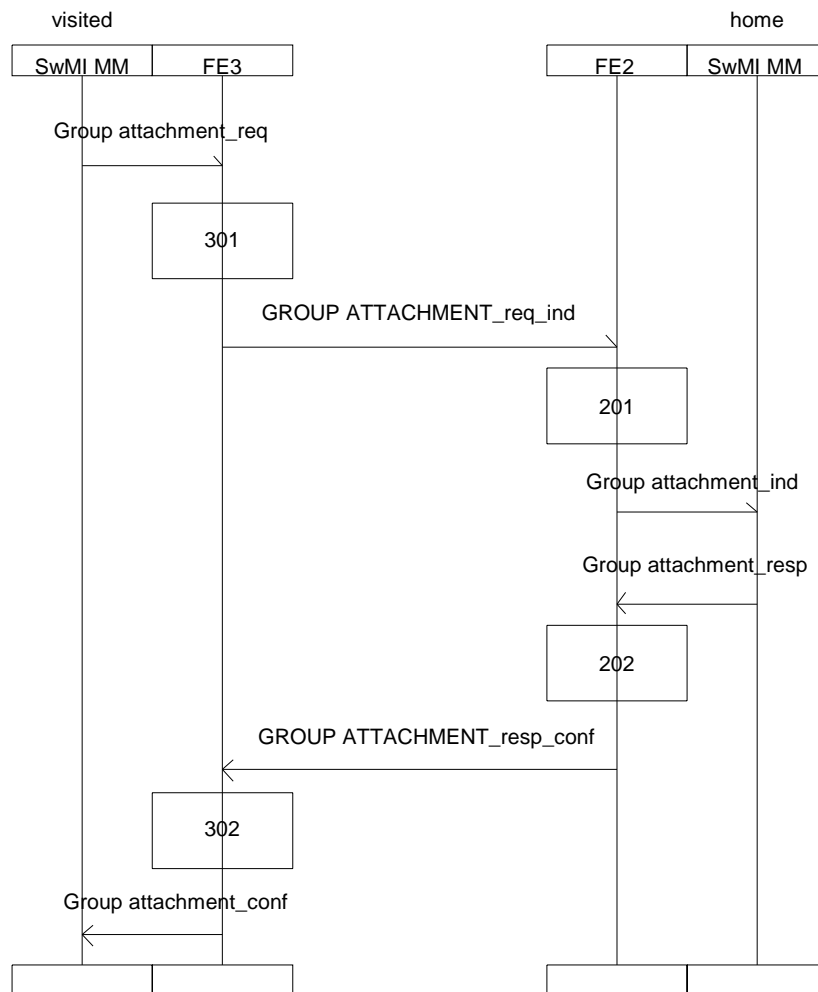 visited
home
SwMI MM
FE3
FE2
SwMI MM
Group attachment_req
301
GROUP ATTACHMENT_req_ind
201
Group attachment_ind
Group attachment_resp
202
GROUP ATTACHMENT_resp_conf
302
Group attachment_conf